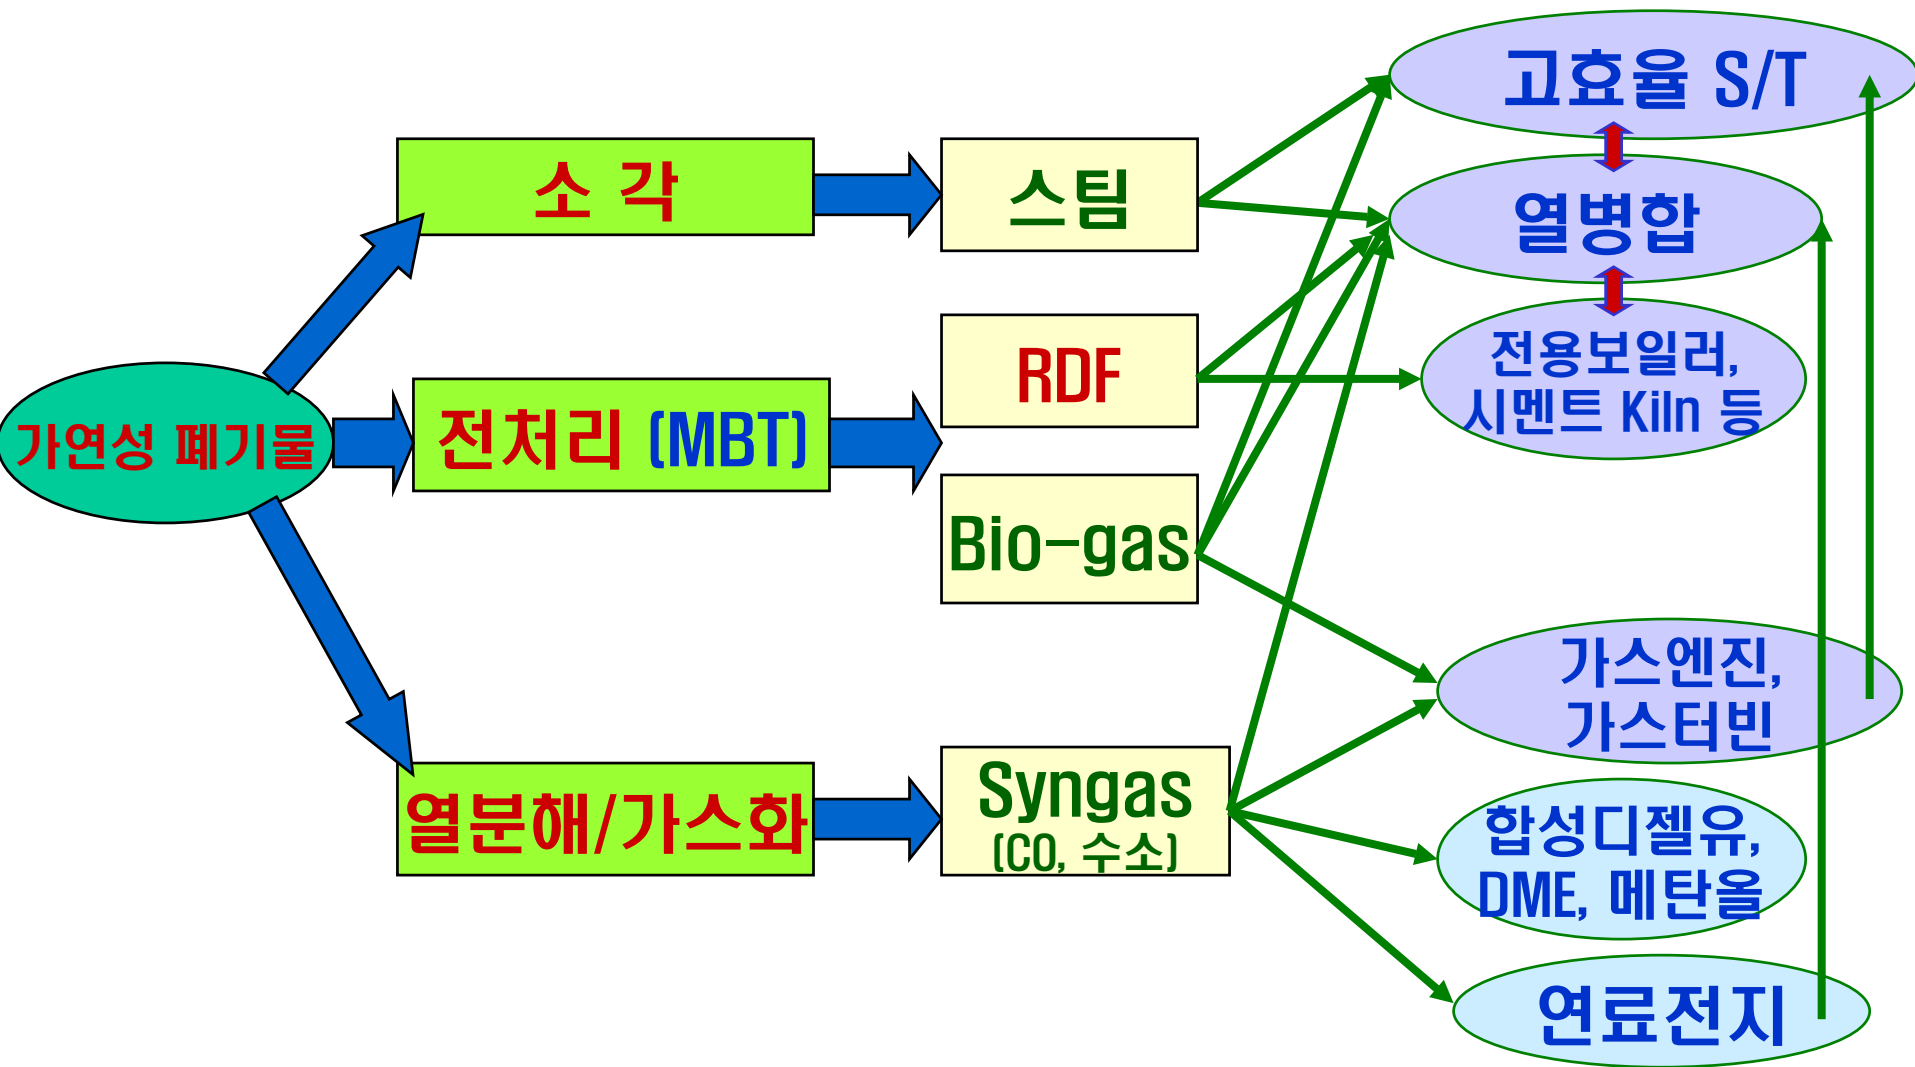 가연성 폐기물
소 각
전처리 (MBT)
열분해/가스화
스팀
RDF
Bio-gas
Syngas
(CO, 수소)
고효율 S/T
열병합
전용보일러,
시멘트 Kiln 등
가스엔진,
가스터빈
합성디젤유,
DME, 메탄올
연료전지